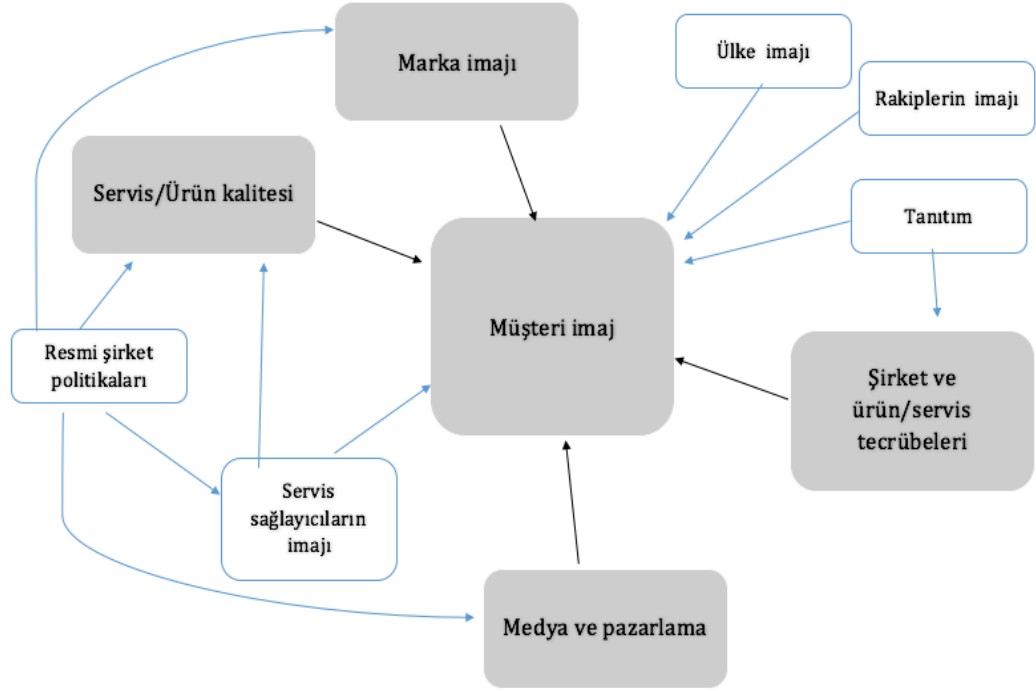 Marka imajı
Ülke imajı
Rakiplerin imajı
Servis/Ürün kalitesi
Tanıtım
Müşteri imaj
Resmi şirket
politikaları
Şirket ve
ürün/servis
tecrübeleri
Servis
sağlayıcıların
imajı
Medya ve pazarlama